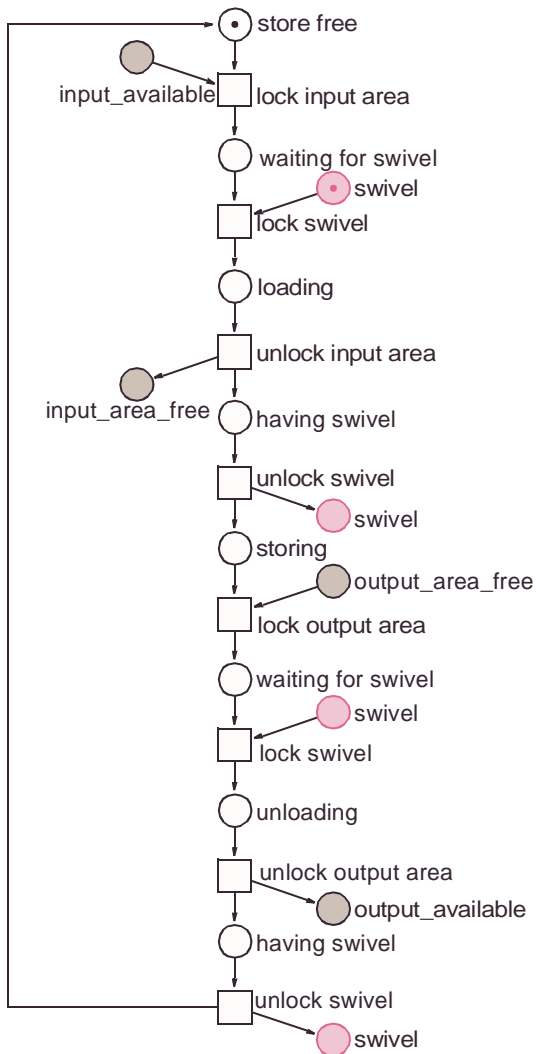 store free
input_available
lock input area
waiting for swivel
swivel
lock swivel
loading
unlock input area
input_area_free
having swivel
unlock swivel
swivel
storing
output_area_free
lock output area
waiting for swivel
swivel
lock swivel
unloading
unlock output area
output_available
having swivel
unlock swivel
swivel